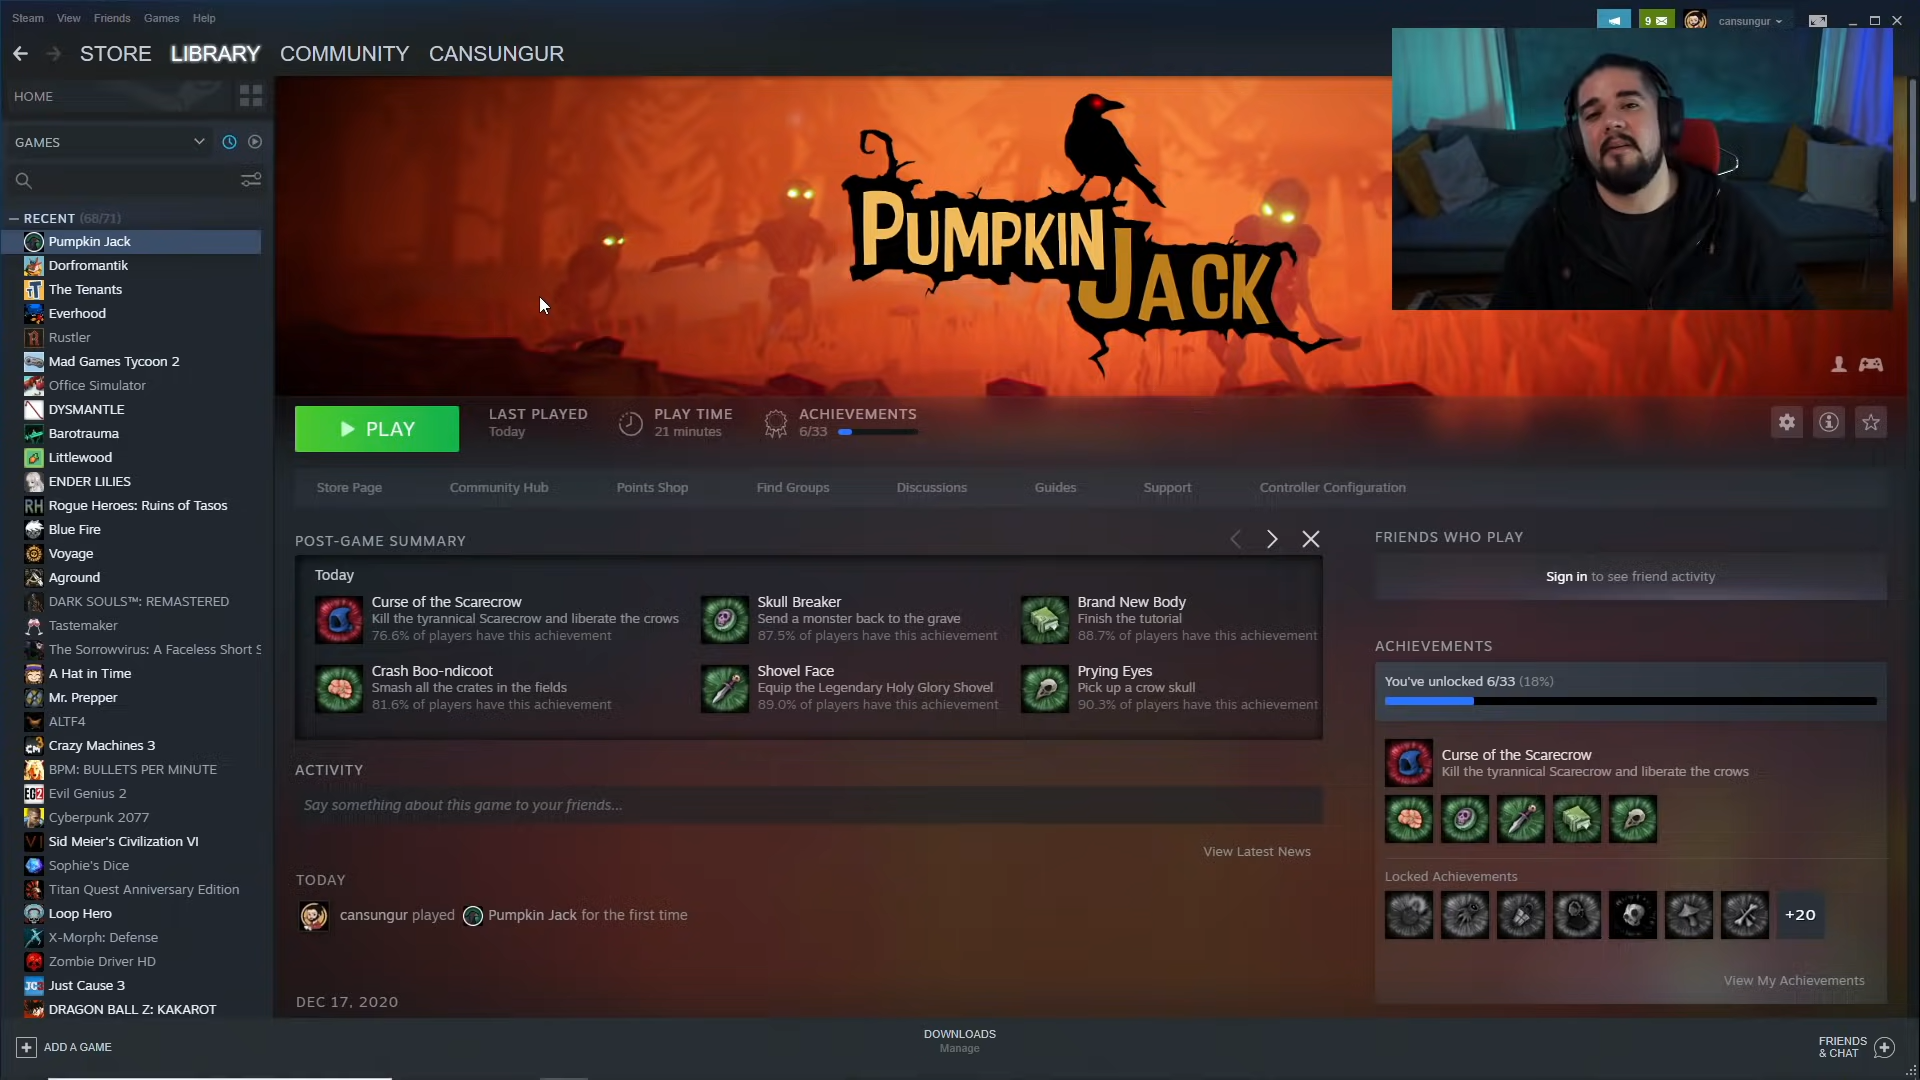 Steam View Friends Games Help
9 cansungur
STORE LIBRARY COMMUNITY CANSUNGUR
HOME
GAMES
RECENT (68/71)
Pumpkin Jack
Dorfromantik
The Tenants
Everhood
Rustler
Mad Games Tycoon 2
Office Simulator
DYSMANTLE
Barotrauma
Littlewood
ENDER LILIES
RH Rogue Heroes: Ruins of Tasos
Blue Fire
Voyage
Aground
DARK SOULS™: REMASTERED
Tastemaker
The Sorrowvirus: A Faceless Short S
A Hat in Time
Mr. Prepper
ALTF4
Crazy Machines 3
BPM: BULLETS PER MINUTE
EG2 Evil Genius 2
Cyberpunk 2077
VI Sid Meier's Civilization VI
Sophie's Dice
Titan Quest Anniversary Edition
Loop Hero
X-Morph: Defense
Zombie Driver HD
JC3 Just Cause 3
DRAGON BALL Z: KAKAROT
ADD A GAME
PUMPKIN
JACK
PLAY
LAST PLAYED
Today
PLAY TIME
21 minutes
ACHIEVEMENTS
6/33
Store Page Community Hub Points Shop Find Groups Discussions Guides Support Controller Configuration
POST-GAME SUMMARY
Today
Curse of the Scarecrow
Kill the tyrannical Scarecrow and liberate the crows
76.6% of players have this achievement
Skull Breaker
Send a monster back to the grave
87.5% of players have this achievement
Brand New Body
Finish the tutorial
88.7% of players have this achievement
Crash Boo-ndicoot
Smash all the crates in the fields
81.6% of players have this achievement
Shovel Face
Equip the Legendary Holy Glory Shovel
89.0% of players have this achievement
Prying Eyes
Pick up a crow skull
90.3% of players have this achievement
ACTIVITY
Say something about this game to your friends...
View Latest News
TODAY
cansungur played Pumpkin Jack for the first time
DEC 17, 2020
FRIENDS WHO PLAY
Sign in to see friend activity
ACHIEVEMENTS
You've unlocked 6/33 (18%)
Curse of the Scarecrow
Kill the tyrannical Scarecrow and liberate the crows
Locked Achievements
+20
View My Achievements
DOWNLOADS
Manage
FRIENDS
& CHAT